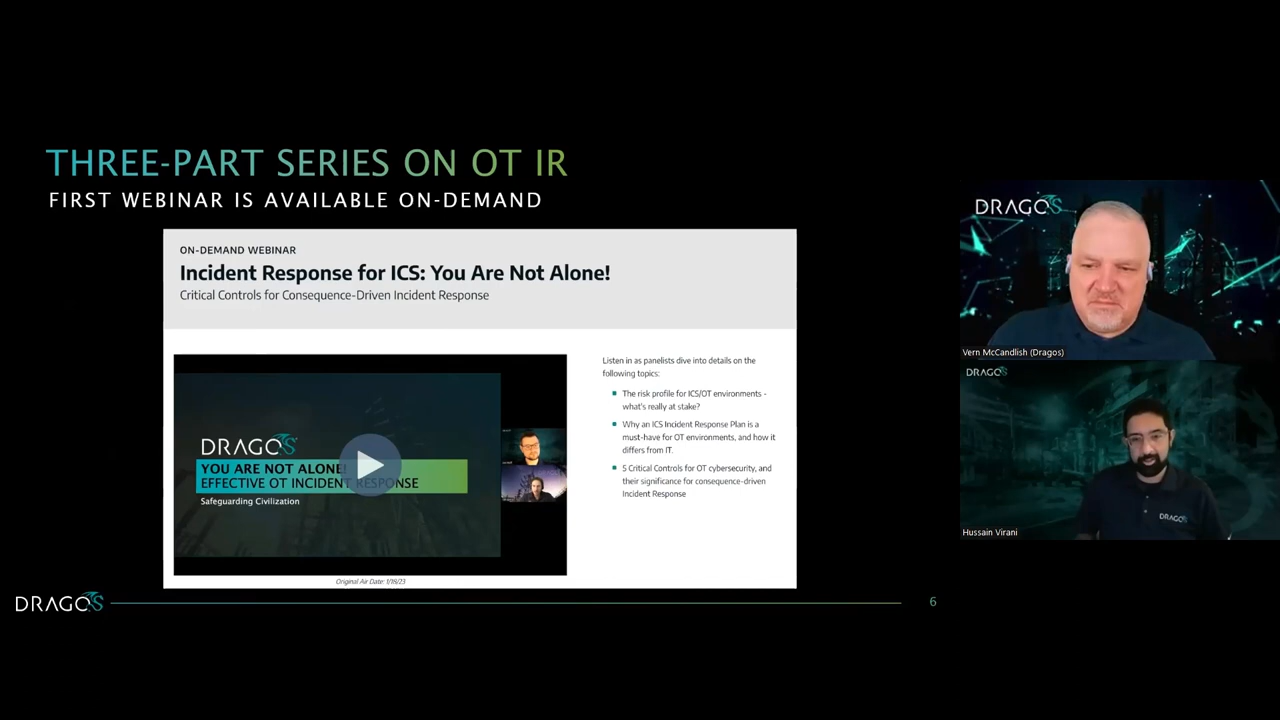 THREE-PART SERIES ON OT IR
FIRST WEBINAR IS AVAILABLE ON-DEMAND
ON-DEMAND WEBINAR
Incident Response for ICS: You Are Not Alone!
Critical Controls for Consequence-Driven Incident Response
DRAGOS
YOU ARE NOT ALONE!
EFFECTIVE OT INCIDENT RESPONSE
Safeguarding Civilization
Original Air Date: 1/18/23
Listen in as panelists dive into details on the
following topics:
The risk profile for ICS/OT environments -
what's really at stake?
Why an ICS Incident Response Plan is a
must-have for OT environments, and how it
differs from IT.
5 Critical Controls for OT cybersecurity, and
their significance for consequence-driven
Incident Response
DRAGOS
6
DRAGOS
Vern McCandlish (Dragos)
DRAGOS
DRAGOS
Hussain Virani